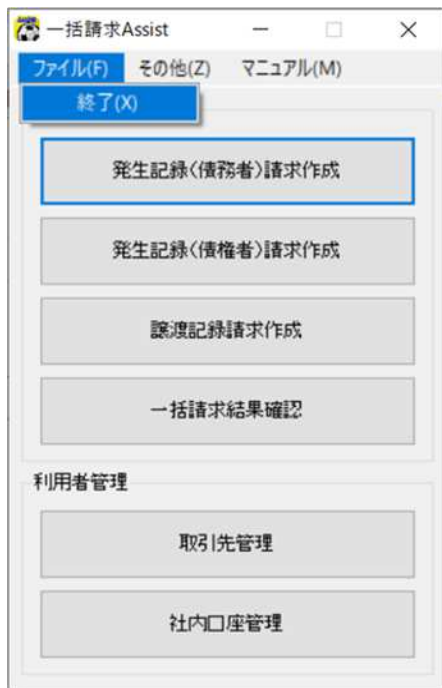 一括請求Assist
ファイル(F) その他(Z) マニュアル(M)
終了(X)
発生記録(債務者)請求作成
発生記録(債権者)請求作成
譲渡記録請求作成
一括請求結果確認
利用者管理
取引先管理
社内口座管理